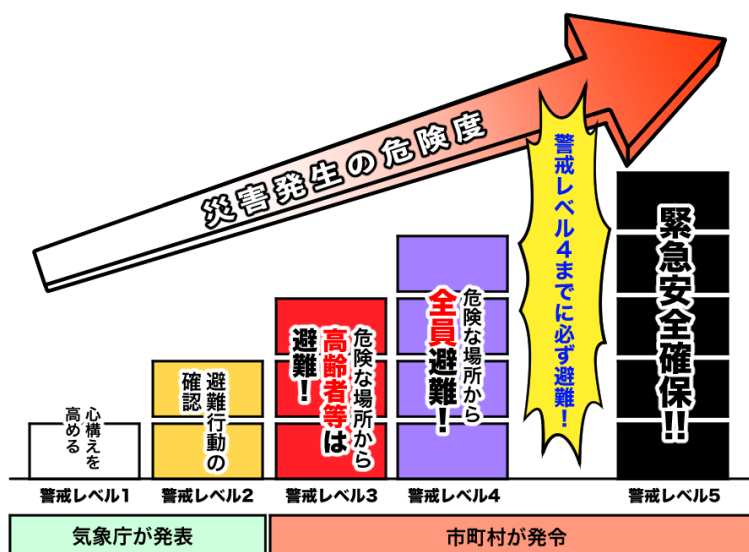 災害発生の危険度
心構えを
高める
避難行動の
確認
危険な場所から
高齢者等は
避難!
危険な場所から
全員避難!
警戒レベル4までに必ず避難!
緊急安全確保!!
警戒レベル1
警戒レベル2
警戒レベル3
警戒レベル4
警戒レベル5
気象庁が発表
市町村が発令